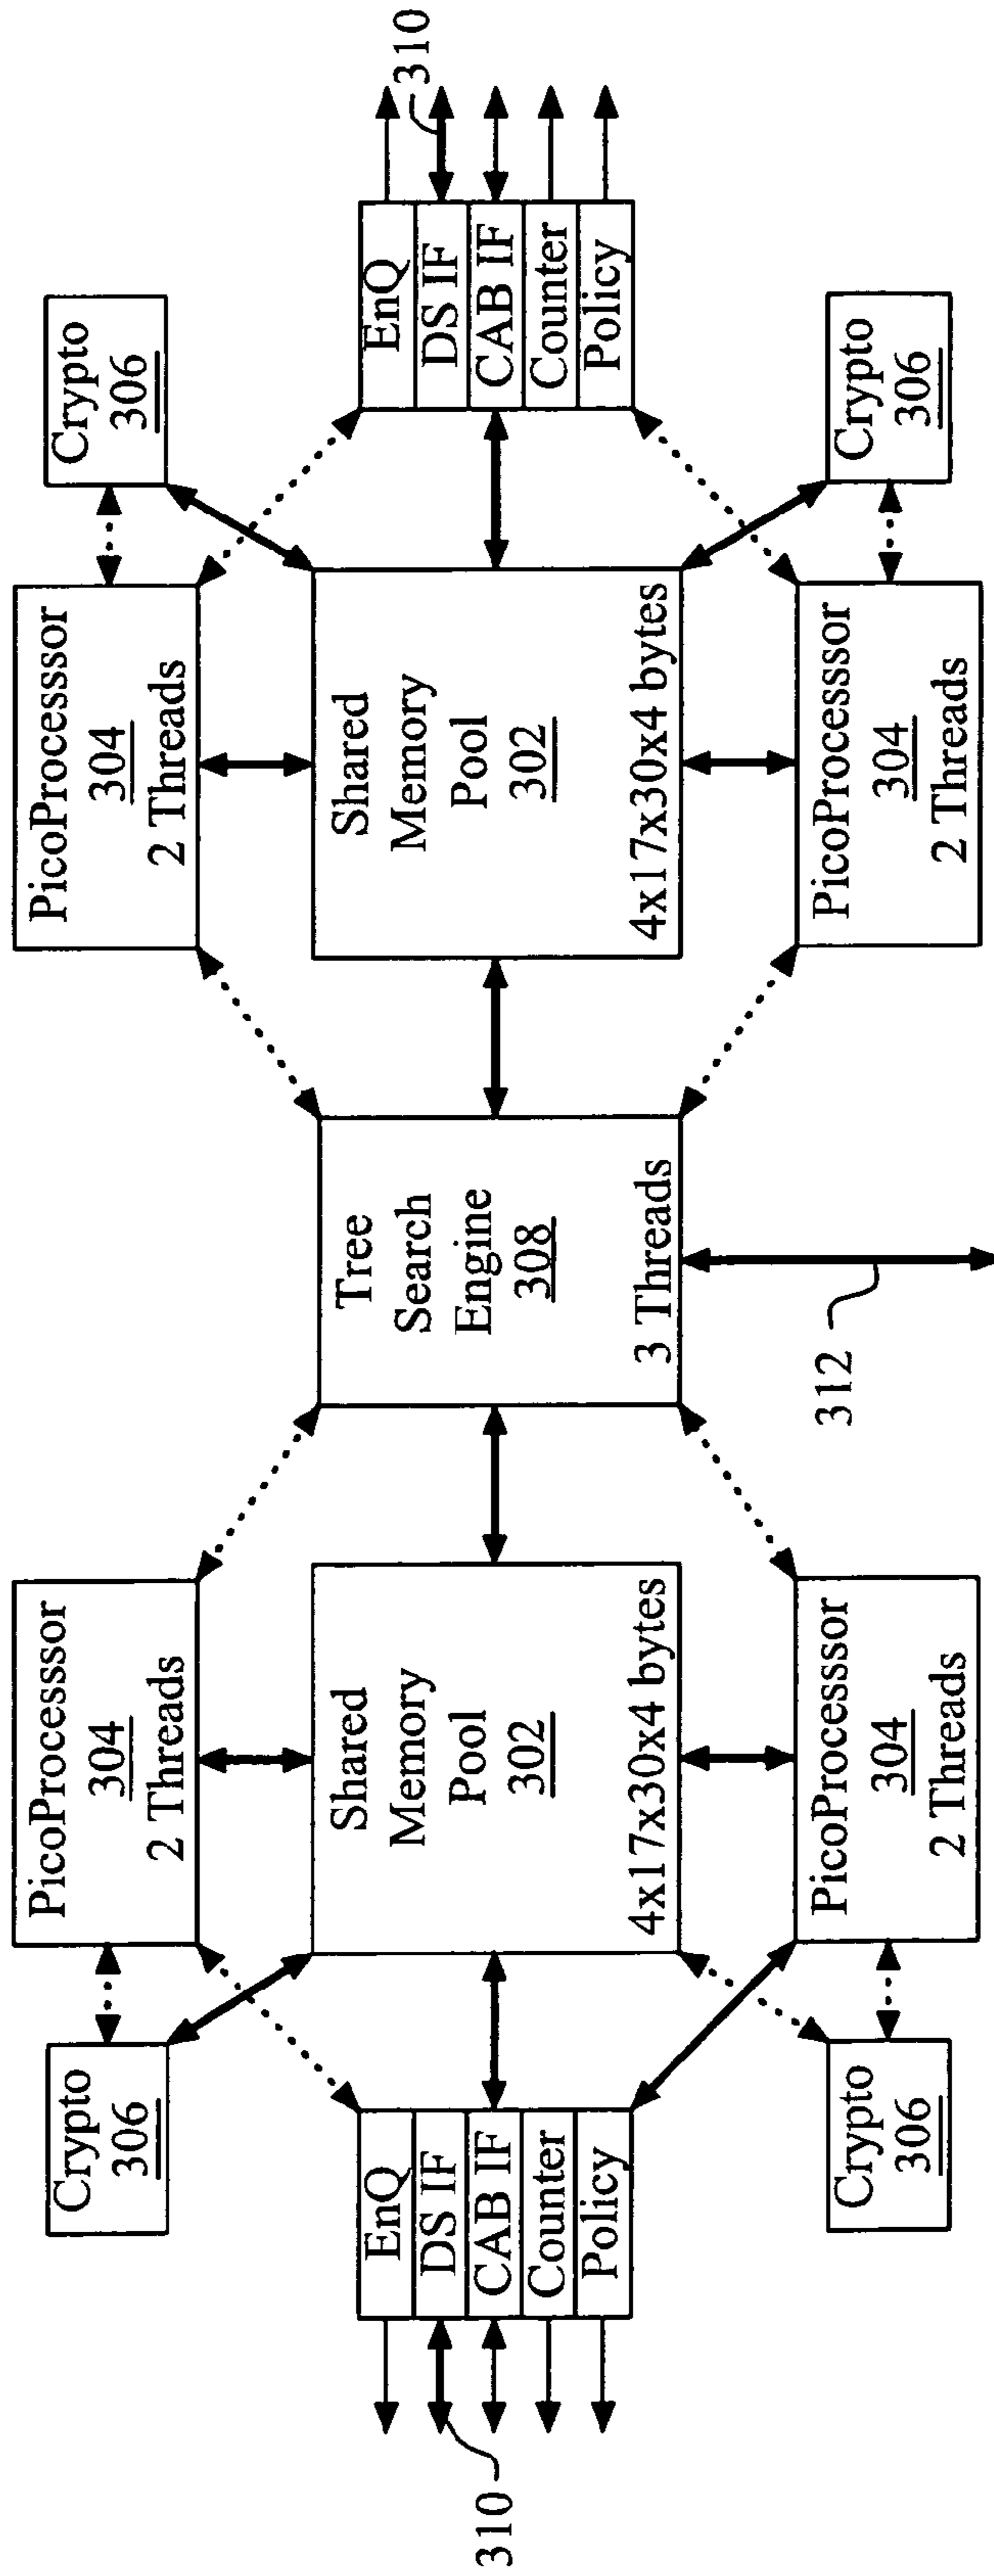 Crypto
306
PicoProcesssor
304
2 Threads
PicoProcesssor
304
2 Threads
Crypto
306
310
EnQ
DS IF
CAB IF
Counter
Policy
Shared
Memory
Pool
302
4x17x30x4 bytes
Tree
Search
Engine
308
3 Threads
Shared
Memory
Pool
302
4x17x30x4 bytes
EnQ
DS IF
CAB IF
Counter
Policy
310
Crypto
306
PicoProcesssor
304
2 Threads
312
PicoProcesssor
304
2 Threads
Crypto
306